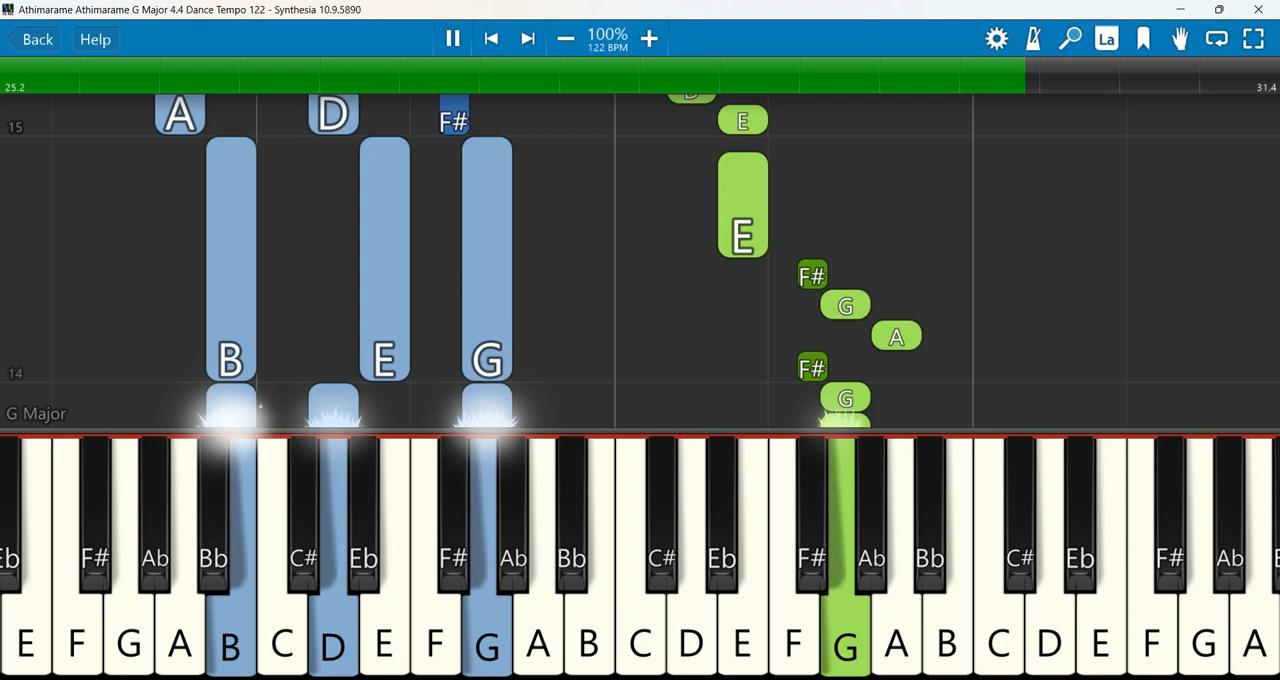 Athimarame Athimarame G Major 4.4 Dance Tempo 122 - Synthesia 10.9.5890
Back Help 100% La
122 BPM
25.2 31.4
D
15 A D F# E
E
F#
G
A
14 B E G F#
G
G Major
Eb F# Ab Bb C# Eb F# Ab Bb C# Eb F# Ab Bb C# Eb F# Ab
E F G A B C D E F G A B C D E F G A B C D E F G A